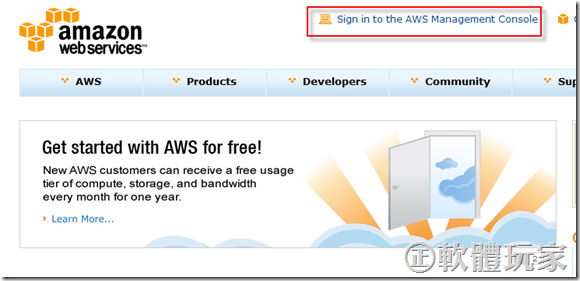 amazon
webservices™
Sign in to the AWS Management Console
AWS
Products
Developers
Community
Get started with AWS for free!
New AWS customers can receive a free usage
tier of compute, storage, and bandwidth
every month for one year.
Learn More...
正軟體玩家